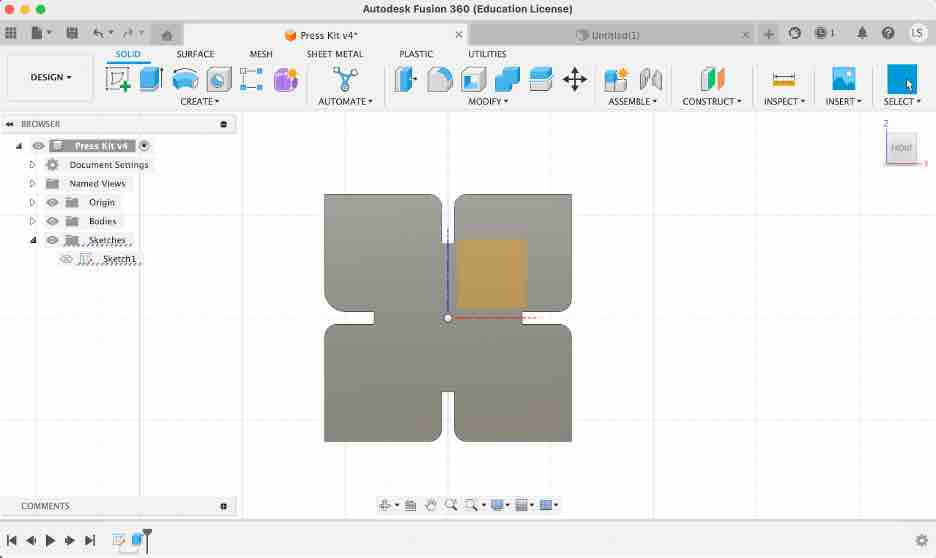 Autodesk Fusion 360 (Education License)
Press Kit v4*
Untitled(1)
1
LS
DESIGN
SOLID
SURFACE
MESH
SHEET METAL
PLASTIC
UTILITIES
CREATE
AUTOMATE
MODIFY
ASSEMBLE
CONSTRUCT
INSPECT
INSERT
SELECT
BROWSER
Press Kit v4
Document Settings
Named Views
Origin
Bodies
Sketches
Sketch1
Z
FRONT
X
COMMENTS